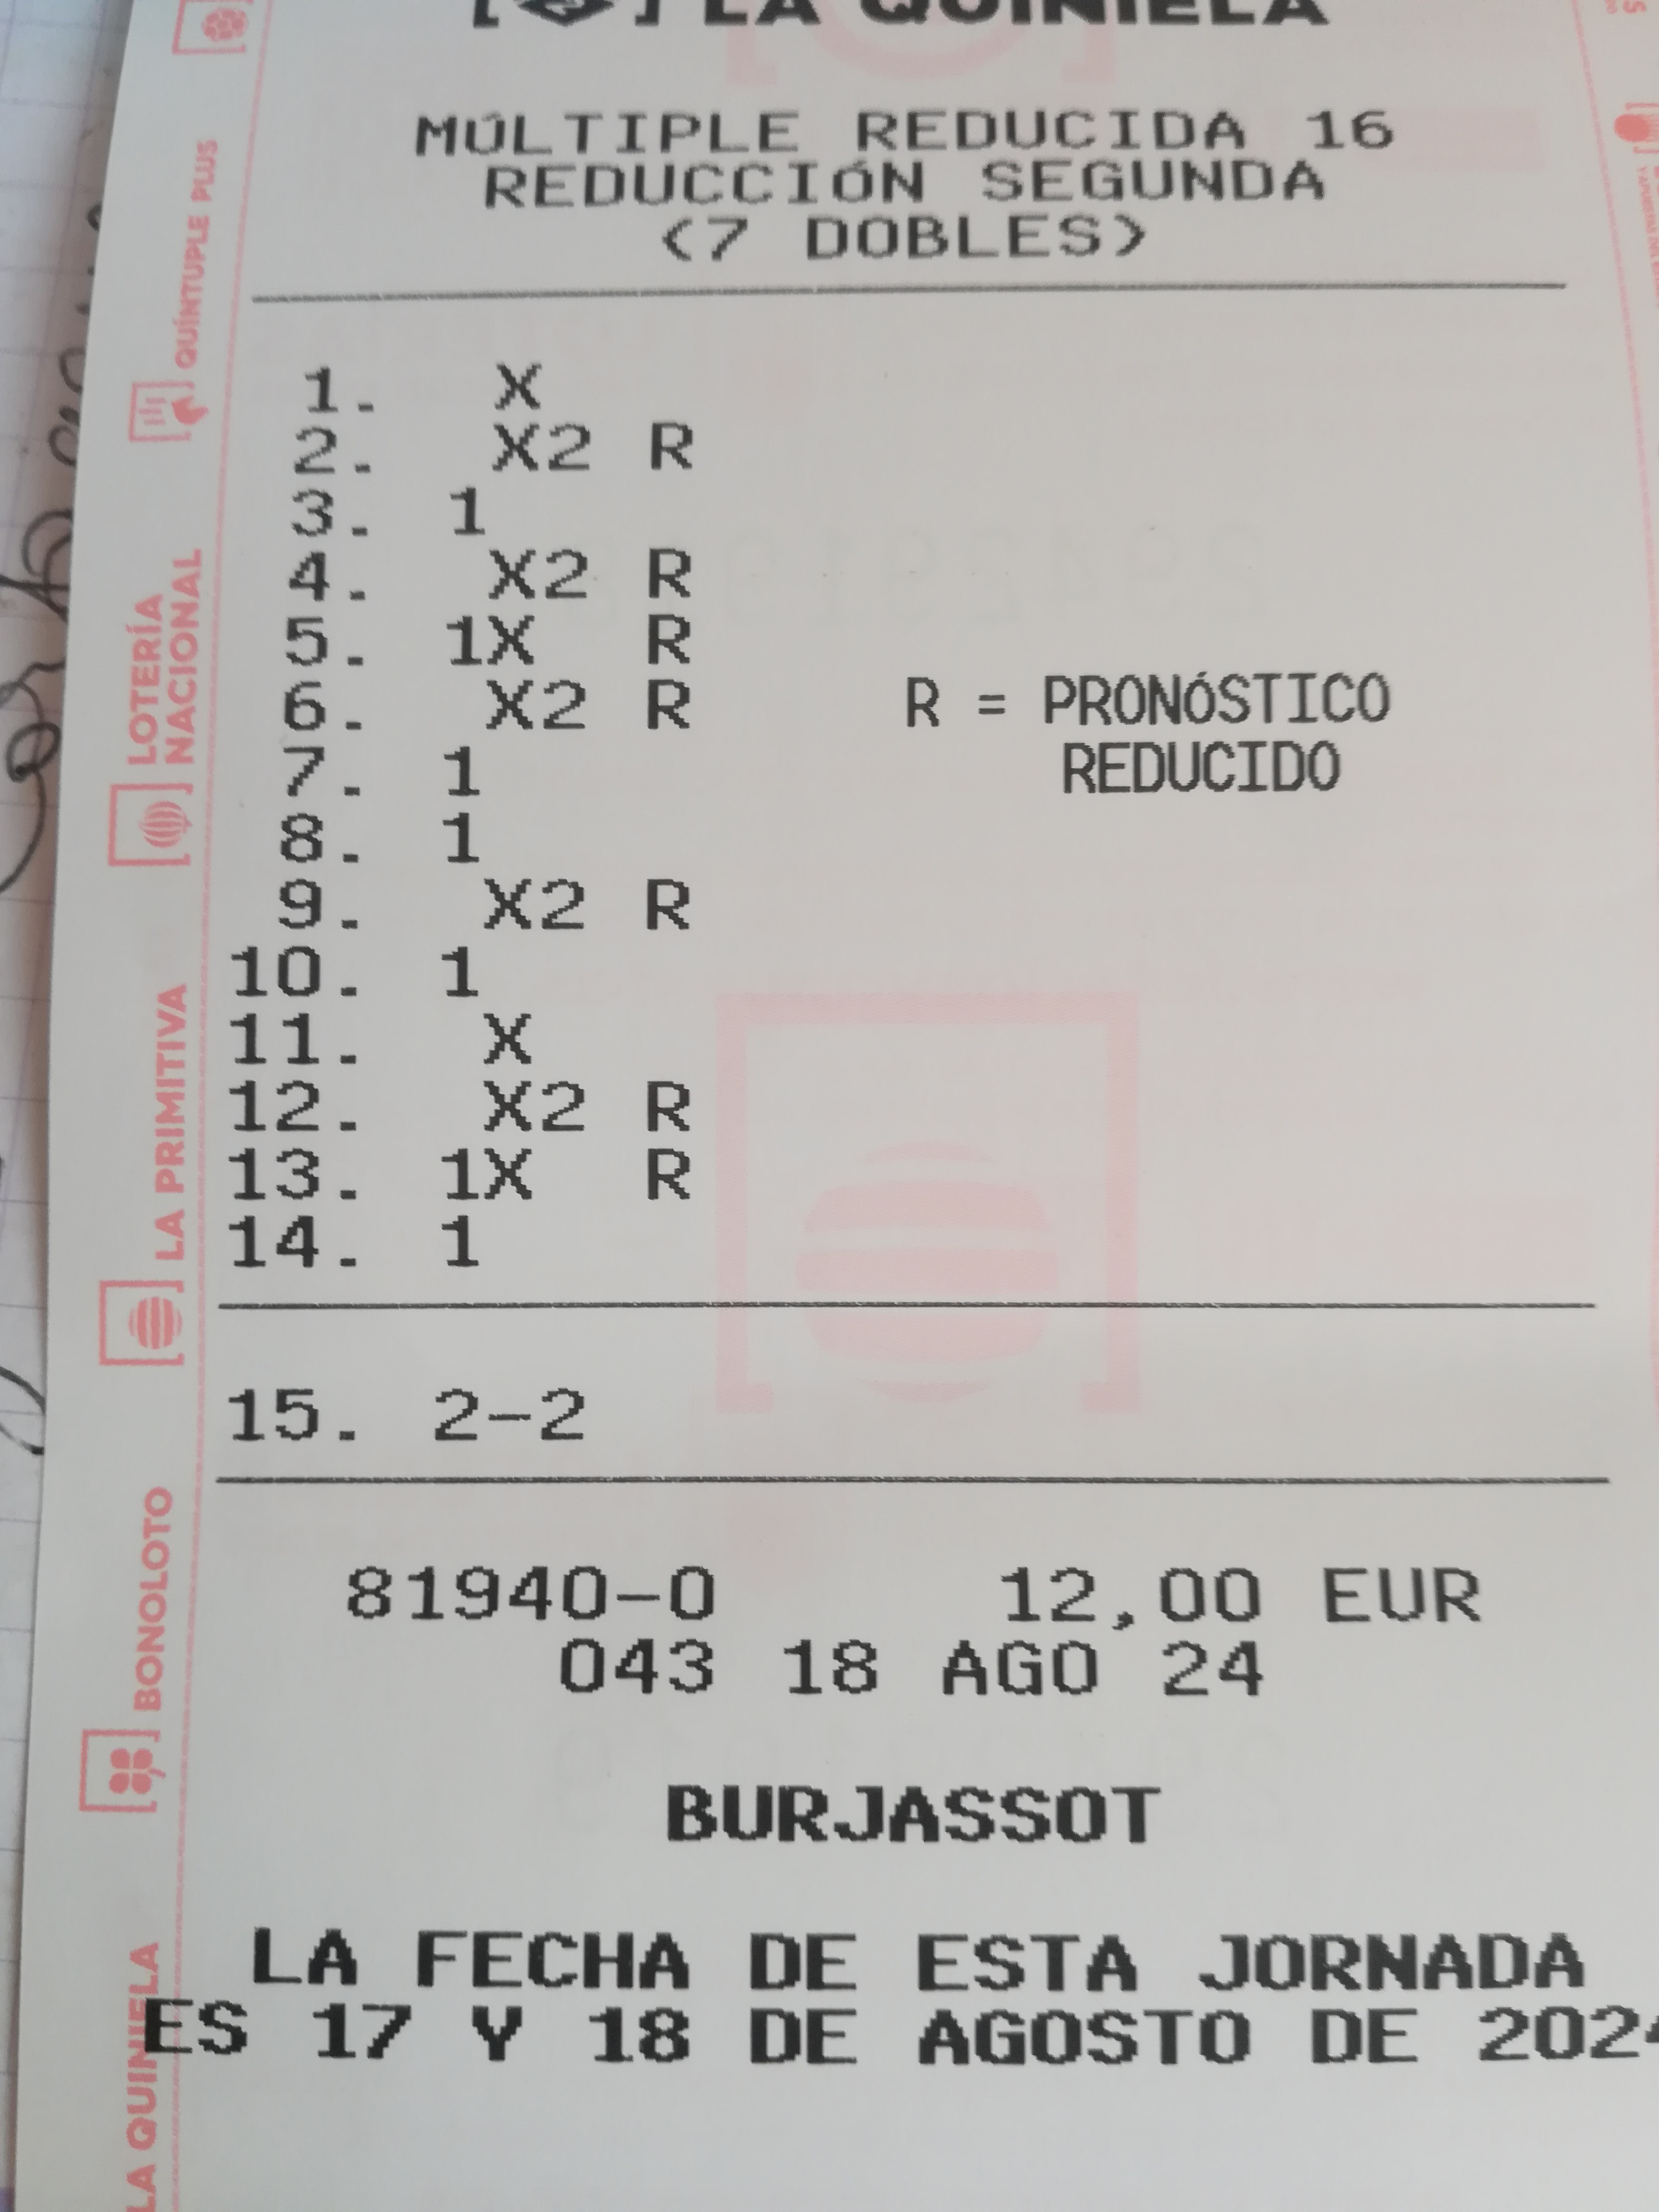 LA QUINIELA
MÚLTIPLE REDUCIDA 16
REDUCCIÓN SEGUNDA
(7 DOBLES)
1. X
2. X2 R
3. 1
4. X2 R
5. 1X R
6. X2 R
R = PRONÓSTICO
REDUCIDO
7. 1
8. 1
9. X2 R
10. 1
11. X
12. X2 R
13. 1X R
14. 1
15. 2-2
81940-0 12,00 EUR
043 18 AGO 24
BURJASSOT
LA FECHA DE ESTA JORNADA
ES 17 Y 18 DE AGOSTO DE 2024
QUÍNTUPLE PLUS
LOTERÍA
NACIONAL
LA PRIMITIVA
BONOLOTO
LA QUINIELA